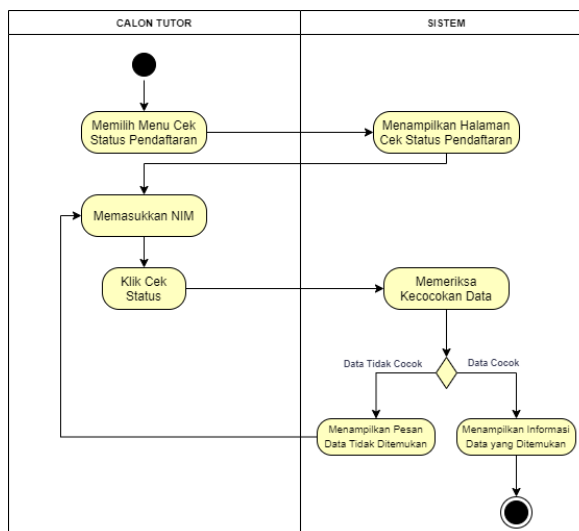 CALON TUTOR
SISTEM
Memilih Menu Cek
Status Pendaftaran
Menampilkan Halaman
Cek Status Pendaftaran
Memasukkan NIM
Klik Cek
Status
Memeriksa
Kecocokan Data
Data Tidak Cocok
Data Cocok
Menampilkan Pesan
Data Tidak Ditemukan
Menampilkan Informasi
Data yang Ditemukan